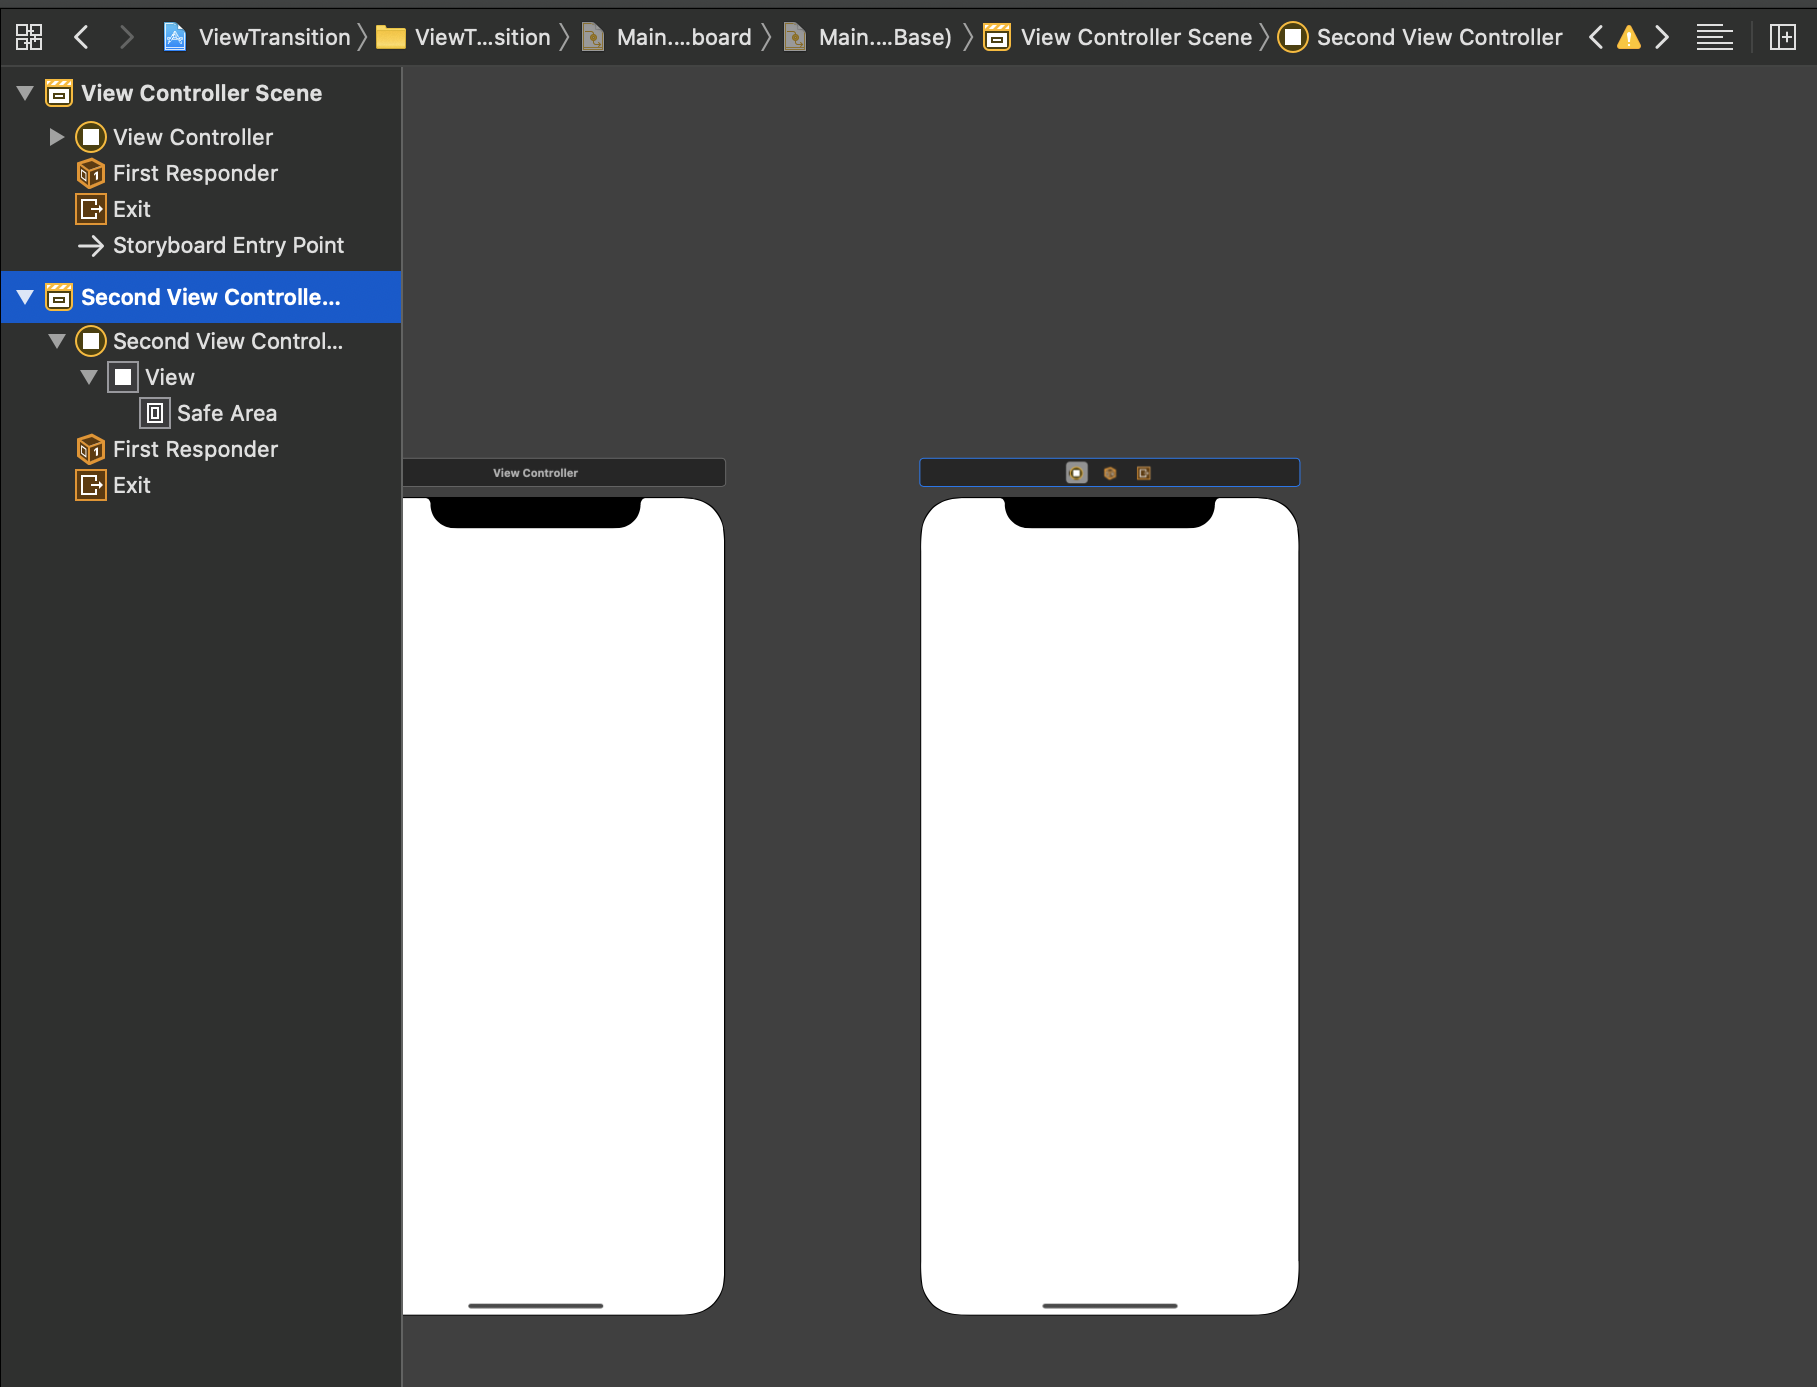 ViewTransition ViewT...sition Main....board Main....Base) View Controller Scene Second View Controller
View Controller Scene
View Controller
First Responder
Exit
Storyboard Entry Point
Second View Controlle...
Second View Control...
View
Safe Area
First Responder
Exit
View Controller